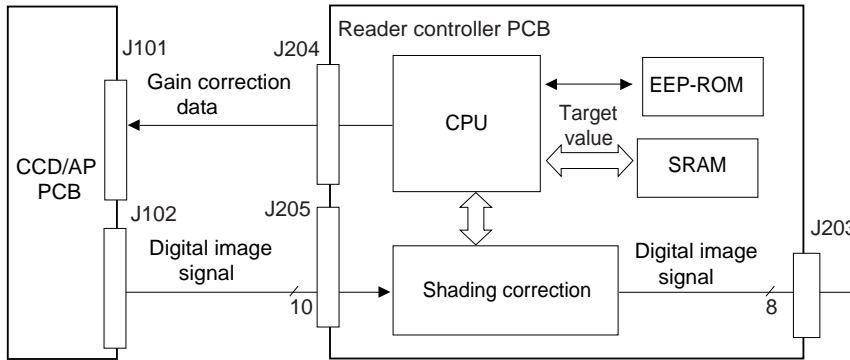 Reader controller PCB
J101
J204
Gain correction
data
CPU
EEP-ROM
Target
value
SRAM
CCD/AP
PCB
J102
J205
J203
Digital image
signal
10
Shading correction
Digital image
signal
8